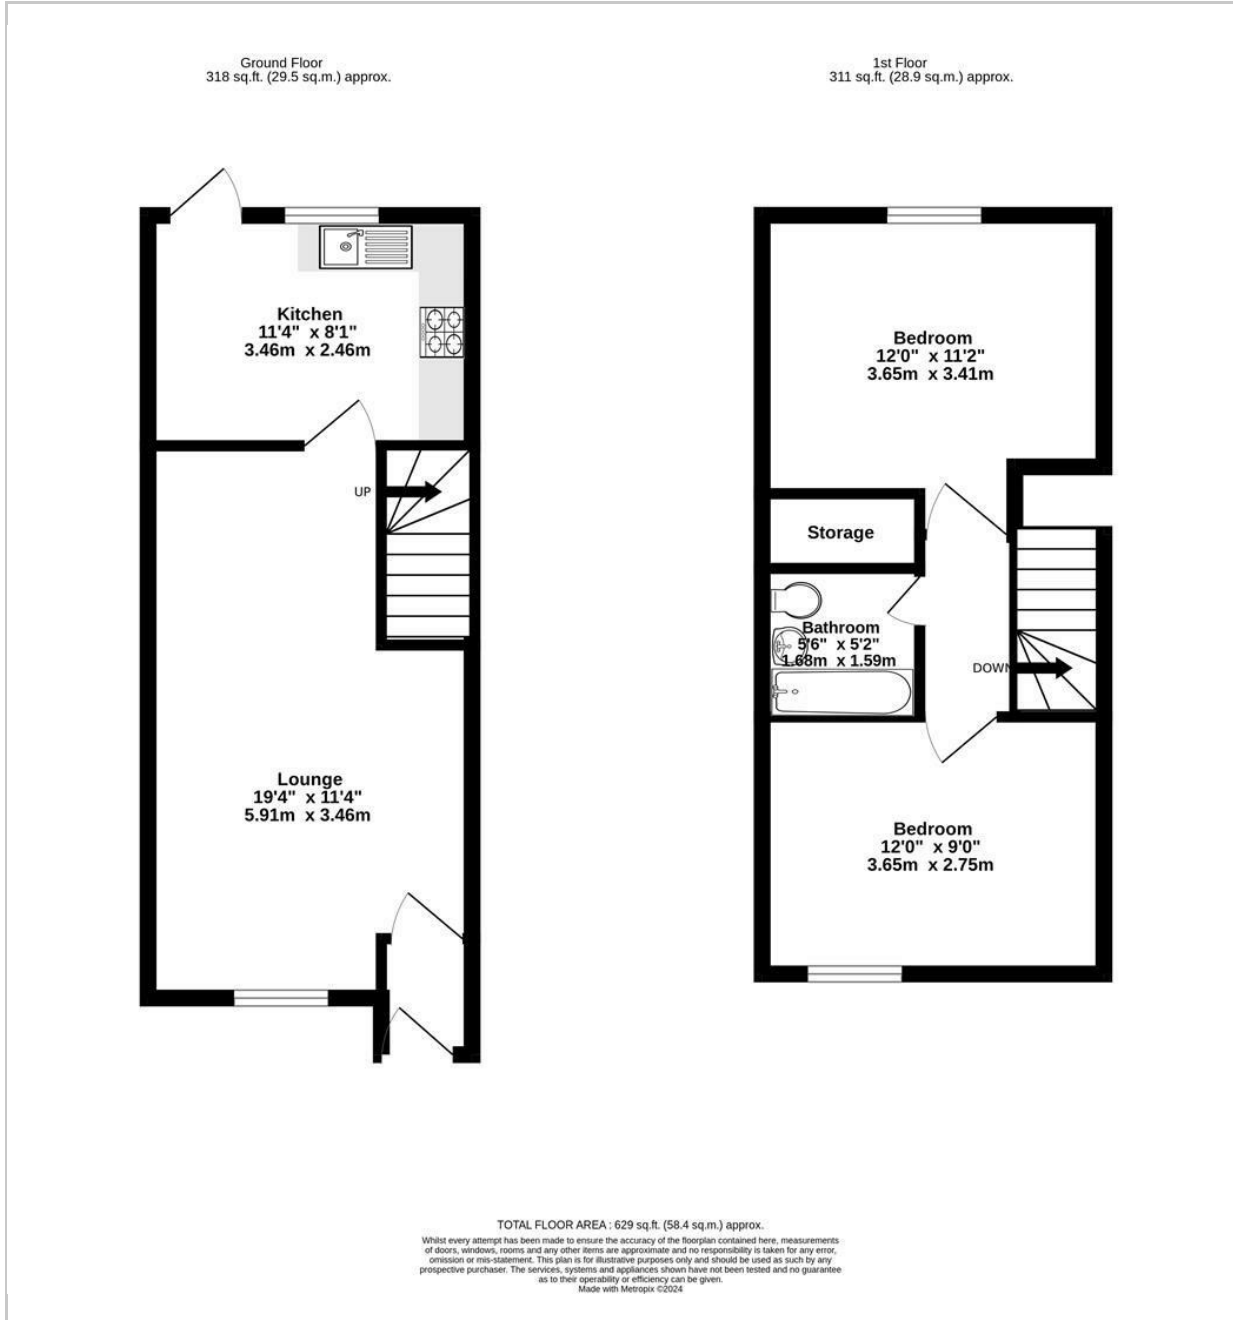 Ground Floor
318 sq.ft. (29.5 sq.m.) approx.
1st Floor
311 sq.ft. (28.9 sq.m.) approx.
Kitchen
11'4" x 8'1"
3.46m x 2.46m
UP
Lounge
19'4" x 11'4"
5.91m x 3.46m
Bedroom
12'0" x 11'2"
3.65m x 3.41m
Storage
Bathroom
5'6" x 5'2"
1.68m x 1.59m
DOWN
Bedroom
12'0" x 9'0"
3.65m x 2.75m
TOTAL FLOOR AREA : 629 sq.ft. (58.4 sq.m.) approx.
Whilst every attempt has been made to ensure the accuracy of the floorplan contained here, measurements
of doors, windows, rooms and any other items are approximate and no responsibility is taken for any error,
omission or mis-statement. This plan is for illustrative purposes only and should be used as such by any
prospective purchaser. The services, systems and appliances shown have not been tested and no guarantee
as to their operability or efficiency can be given.
Made with Metropix ©2024